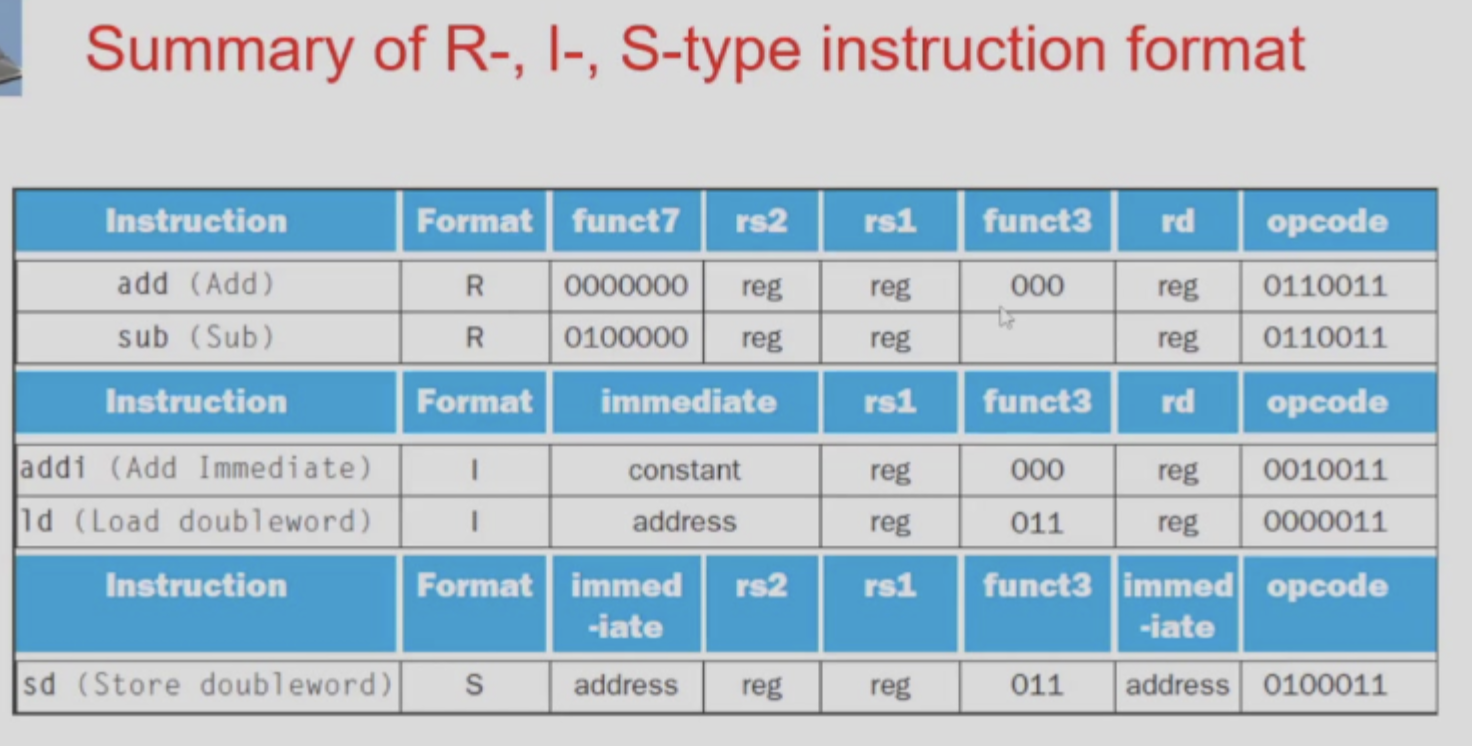 Summary of R-, I-, S-type instruction format
Instruction Format funct7 rs2 rs1 funct3 rd opcode
add (Add) R 0000000 reg reg 000 reg 0110011
sub (Sub) R 0100000 reg reg reg 0110011
Instruction Format immediate rs1 funct3 rd opcode
addi (Add Immediate) I constant reg 000 reg 0010011
ld (Load doubleword) I address reg 011 reg 0000011
Instruction Format immed rs2 rs1 funct3 immed opcode
-iate -iate
sd (Store doubleword) S address reg reg 011 address 0100011